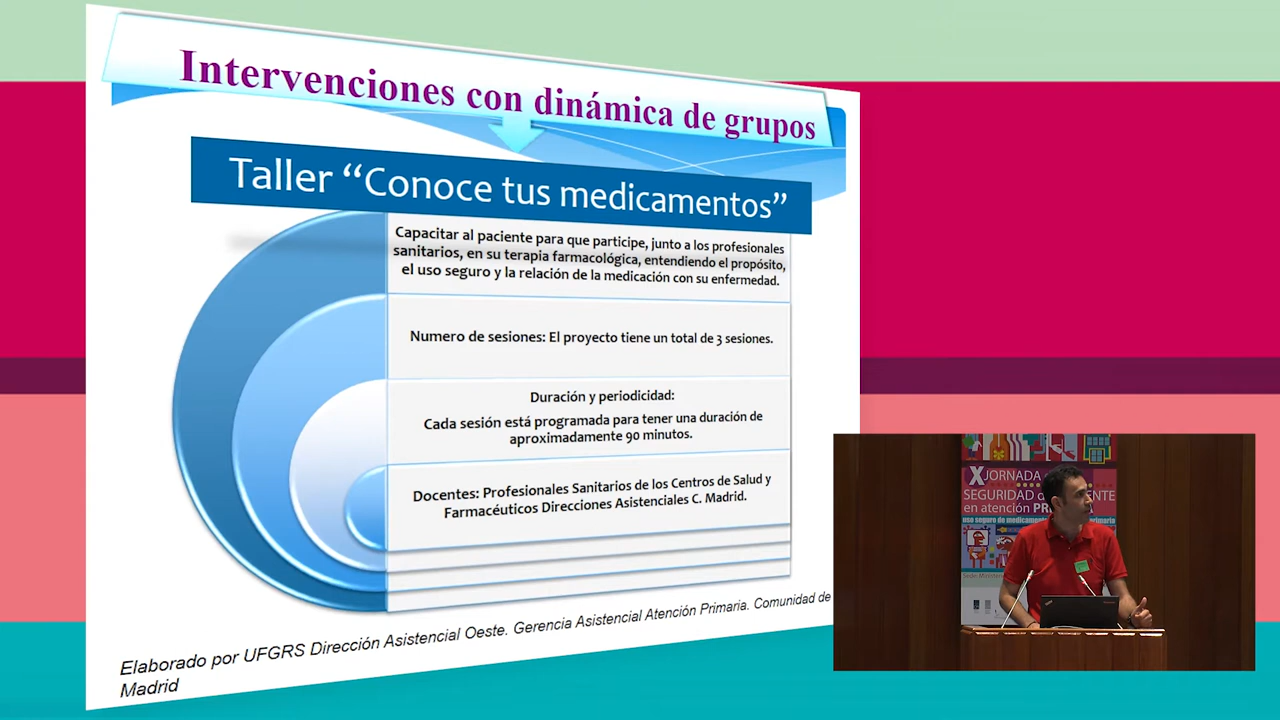 Intervenciones con dinámica de grupos
Taller “Conoce tus medicamentos”
Capacitar al paciente para que participe, junto a los profesionales
sanitarios, en su terapia farmacológica, entendiendo el propósito,
el uso seguro y la relación de la medicación con su enfermedad.
Numero de sesiones: El proyecto tiene un total de 3 sesiones.
Duración y periodicidad:
Cada sesión está programada para tener una duración de
aproximadamente 90 minutos.
Docentes: Profesionales Sanitarios de los Centros de Salud y
Farmacéuticos Direcciones Asistenciales C. Madrid.
Elaborado por UFGRS Dirección Asistencial Oeste. Gerencia Asistencial Atención Primaria. Comunidad de
Madrid
X JORNADA
SEGURIDAD
en atención
uso seguro de